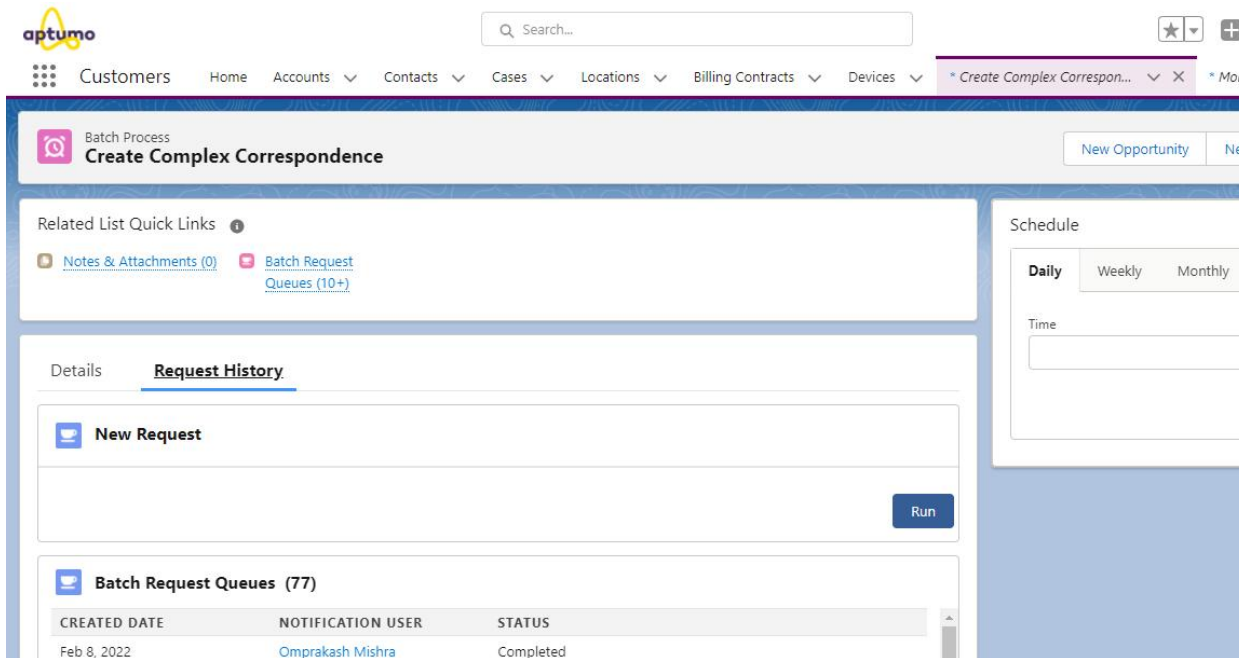 aptumo
Search...
Customers Home Accounts Contacts Cases Locations Billing Contracts Devices * Create Complex Correspon... * Mo
Batch Process
Create Complex Correspondence
New Opportunity Ne
Related List Quick Links
Notes & Attachments (0) Batch Request
Queues (10+)
Schedule
Daily Weekly Monthly
Time
Details Request History
New Request
Run
Batch Request Queues (77)
CREATED DATE NOTIFICATION USER STATUS
Feb 8, 2022 Omprakash Mishra Completed